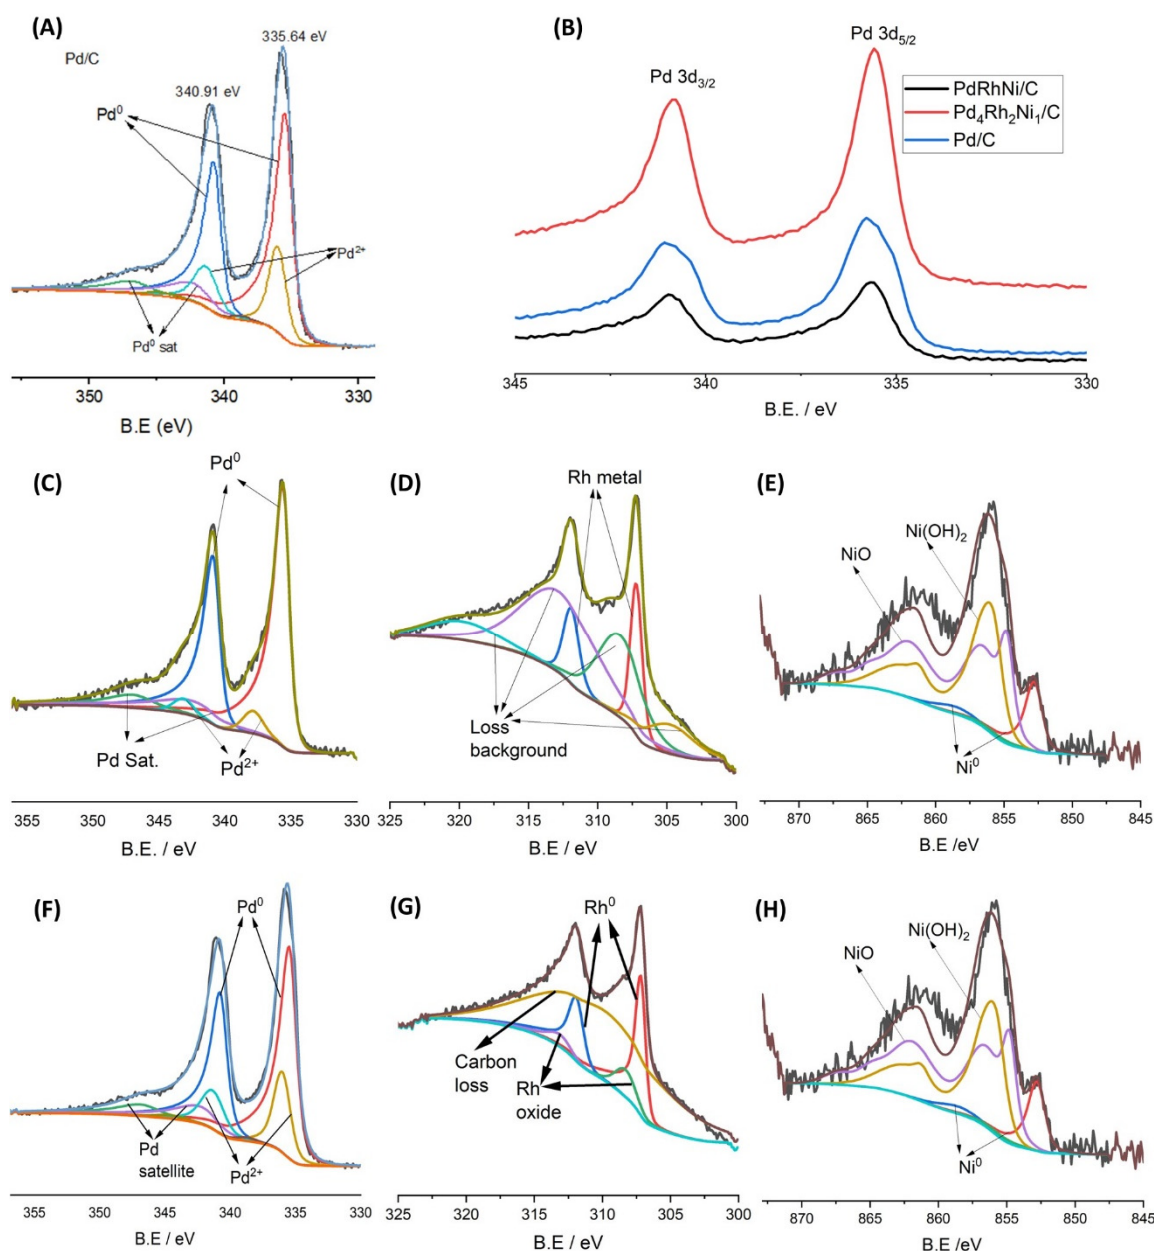 (A)
Pd/C
335.64 eV
340.91 eV
Pd⁰
Pd²⁺
Pd⁰ sat
350 340 330
B.E (eV)
(B)
Pd 3d₃/₂
Pd 3d₅/₂
PdRhNi/C
Pd₄Rh₂Ni₁/C
Pd/C
345 340 335 330
B.E. / eV
(C)
Pd⁰
Pd Sat.
Pd²⁺
355 350 345 340 335 330
B.E. / eV
(D)
Rh metal
Loss
background
325 320 315 310 305 300
B.E / eV
(E)
Ni(OH)₂
NiO
Ni⁰
870 865 860 855 850 845
B.E /eV
(F)
Pd⁰
Pd
satellite
Pd²⁺
355 350 345 340 335 330
B.E. / eV
(G)
Rh⁰
Carbon
loss
Rh
oxide
325 320 315 310 305 300
B.E / eV
(H)
Ni(OH)₂
NiO
Ni⁰
870 865 860 855 850 845
B.E /eV